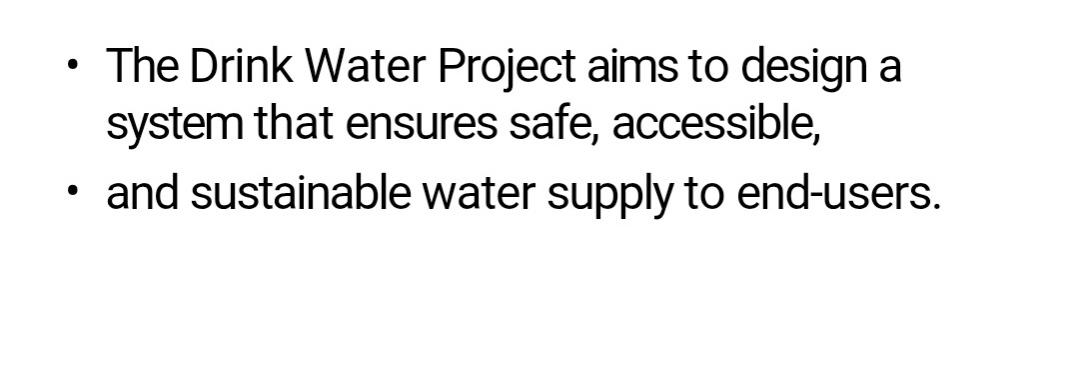 • The Drink Water Project aims to design a
system that ensures safe, accessible,
• and sustainable water supply to end-users.